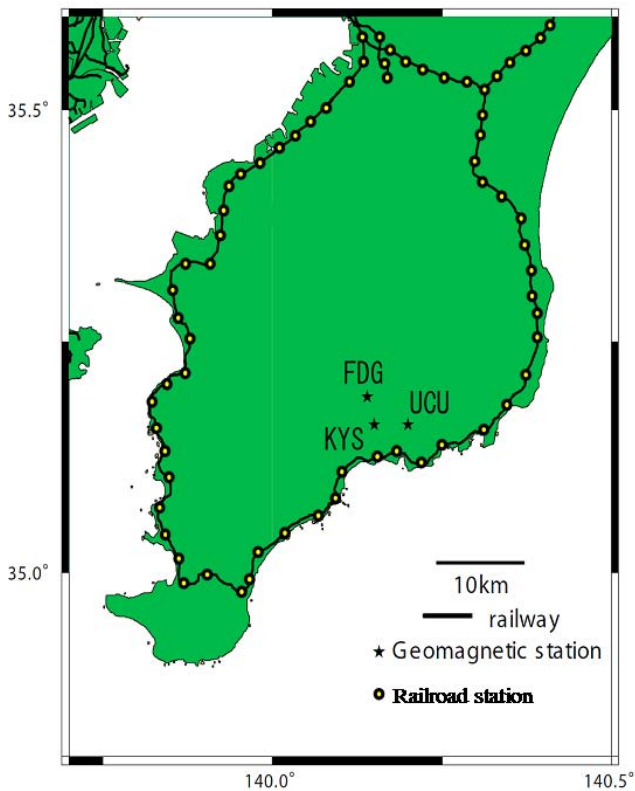 35.5°
FDG
UCU
KYS
35.0°
10km
railway
Geomagnetic station
Railroad station
140.0°
140.5°